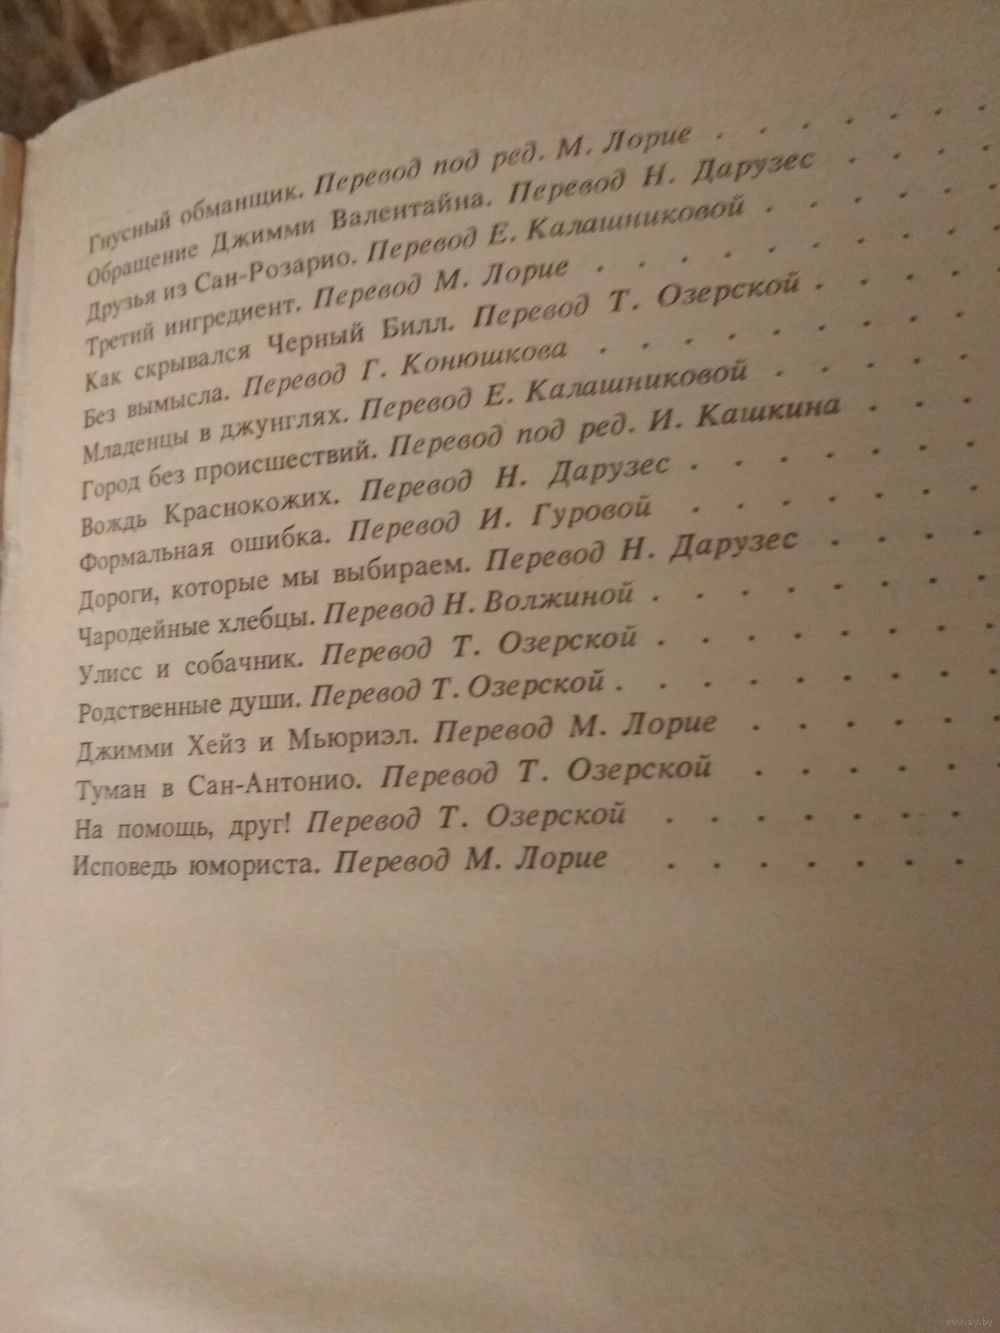 Гнусный обманщик. Перевод под ред. М. Лорие . . . . . . .
Обращение Джимми Валентайна. Перевод Н. Дарузес . . . .
Друзья из Сан-Розарио. Перевод Е. Калашниковой . . . . . .
Третий ингредиент. Перевод М. Лорие . . . . . . . . . .
Как скрывался Черный Билл. Перевод Т. Озерской . . . . .
Без вымысла. Перевод Г. Конюшкова . . . . . . . . .
Младенцы в джунглях. Перевод Е. Калашниковой . . . . .
Город без происшествий. Перевод под ред. И. Кашкина . . .
Вождь Краснокожих. Перевод Н. Дарузес . . . . . . .
Формальная ошибка. Перевод И. Гуровой . . . . . . .
Дороги, которые мы выбираем. Перевод Н. Дарузес . . . .
Чародейные хлебцы. Перевод Н. Волжиной . . . . . . . .
Улисс и собачник. Перевод Т. Озерской . . . . . . . .
Родственные души. Перевод Т. Озерской . . . . . . . . .
Джимми Хейз и Мьюриэл. Перевод М. Лорие . . . . . .
Туман в Сан-Антонио. Перевод Т. Озерской . . . . . .
На помощь, друг! Перевод Т. Озерской . . . . . . .
Исповедь юмориста. Перевод М. Лорие . . . . . . .
www.ay.by